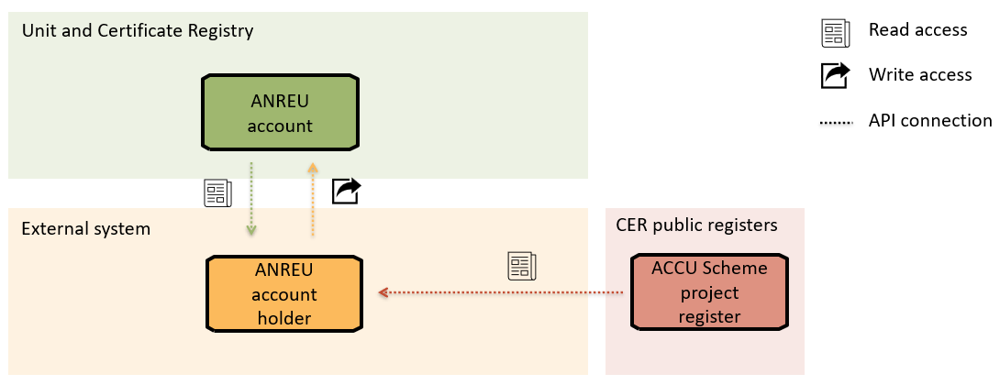 Unit and Certificate Registry
ANREU
account
Read access
Write access
API connection
External system
ANREU
account
holder
CER public registers
ACCU Scheme
project
register